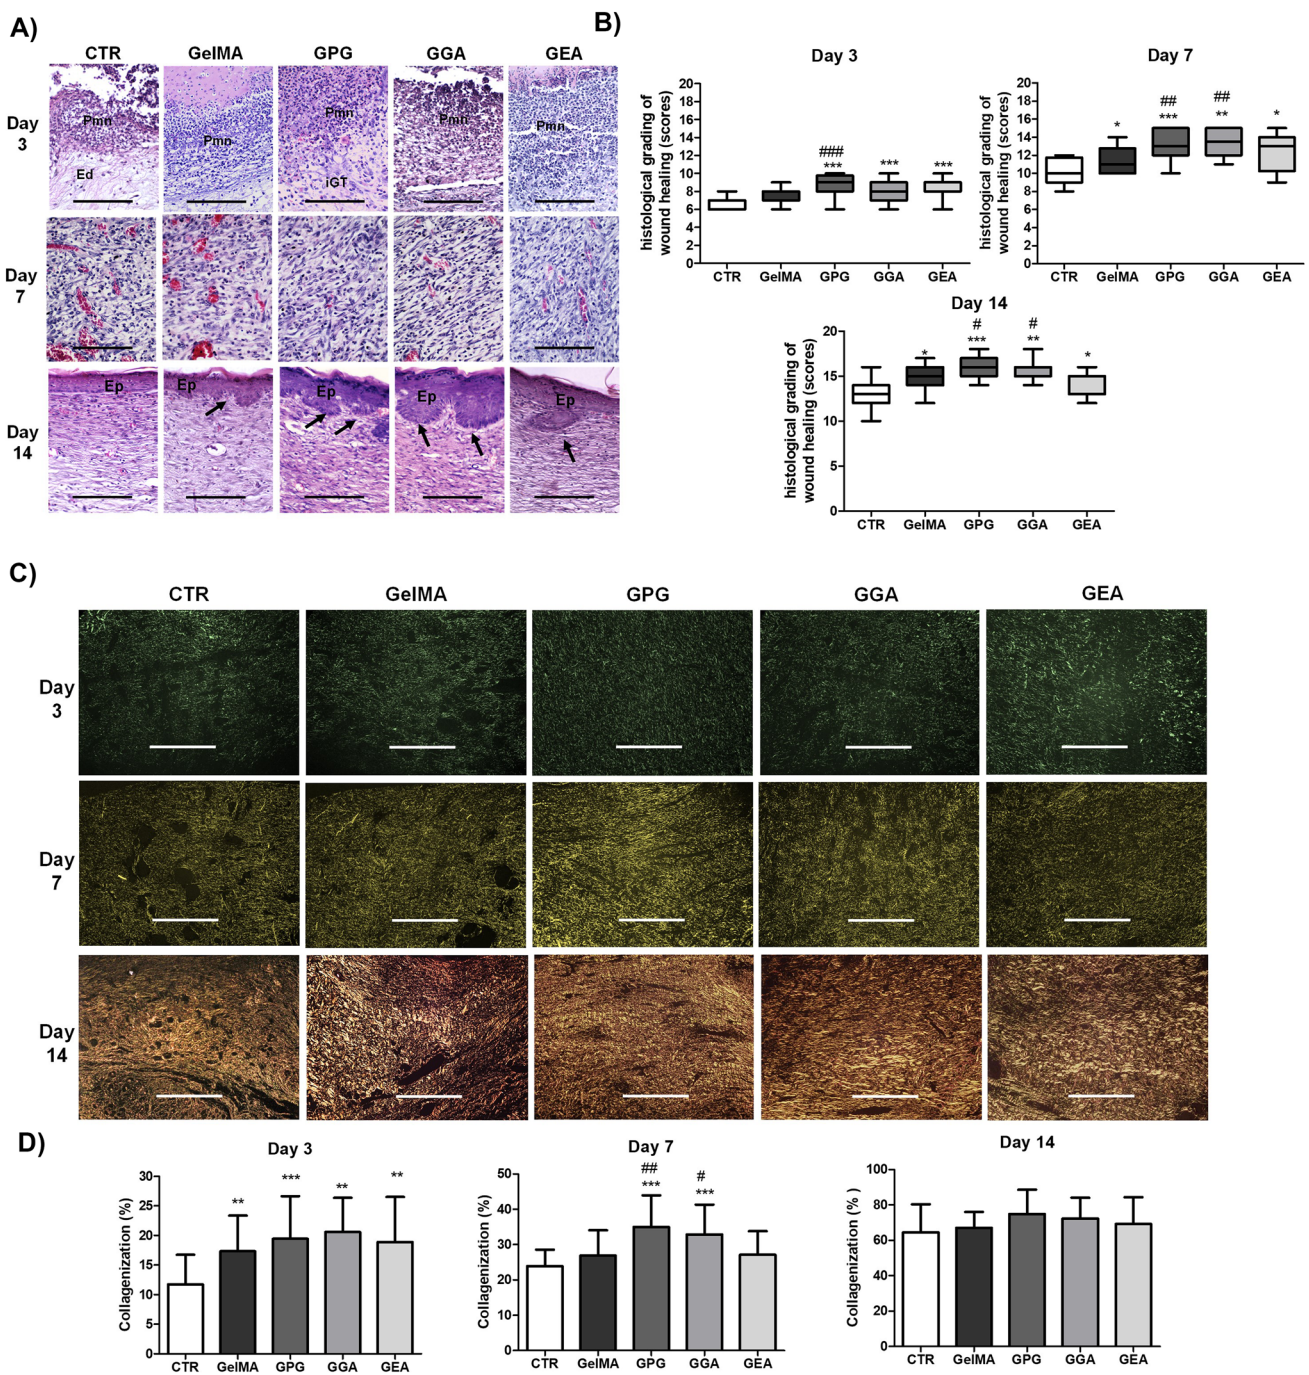 A)
CTR GelMA GPG GGA GEA
Day 3
Pmn
Ed
Pmn
Pmn
iGT
Pmn
Pmn
Day 7
Day 14
Ep
Ep
Ep
Ep
Ep
B)
Day 3
histological grading of
wound healing (scores)
20
18
16
14
12
10
8
6
4
2
0
###
***
***
***
CTR GelMA GPG GGA GEA
Day 7
histological grading of
wound healing (scores)
20
18
16
14
12
10
8
6
4
2
0
*
##
***
##
**
*
CTR GelMA GPG GGA GEA
Day 14
histological grading of
wound healing (scores)
20
15
10
5
0
*
#
***
#
**
*
CTR GelMA GPG GGA GEA
C)
CTR GelMA GPG GGA GEA
Day 3
Day 7
Day 14
D)
Day 3
Collagenization (%)
30
25
20
15
10
5
0
**
***
**
**
CTR GelMA GPG GGA GEA
Day 7
Collagenization (%)
50
40
30
20
10
0
##
***
#
***
CTR GelMA GPG GGA GEA
Day 14
Collagenization (% )
100
80
60
40
20
0
CTR GelMA GPG GGA GEA